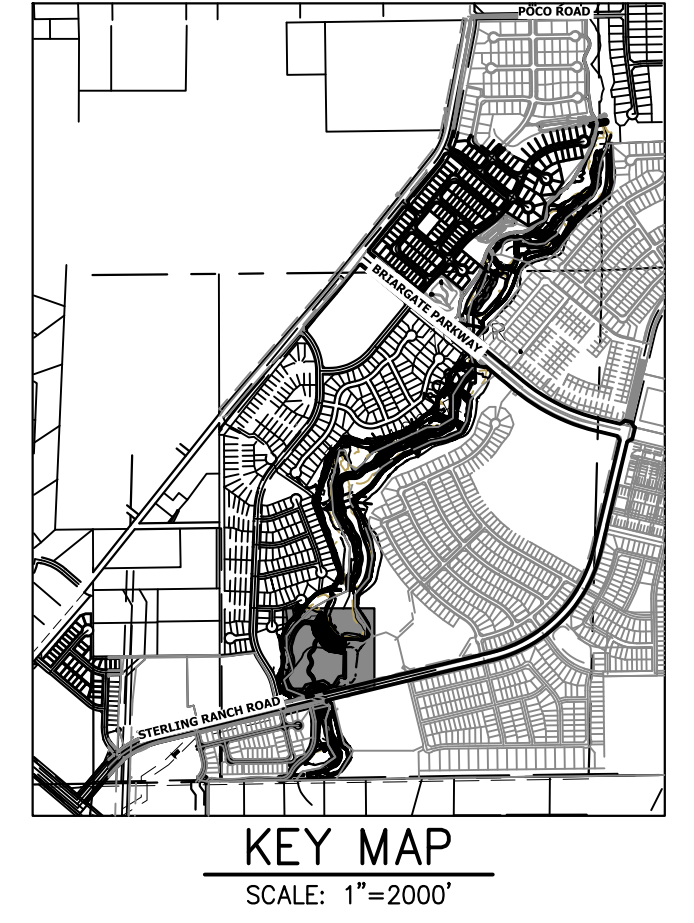 POCO ROAD
BRIARGATE PARKWAY
STERLING RANCH ROAD
KEY MAP
SCALE: 1"=2000'